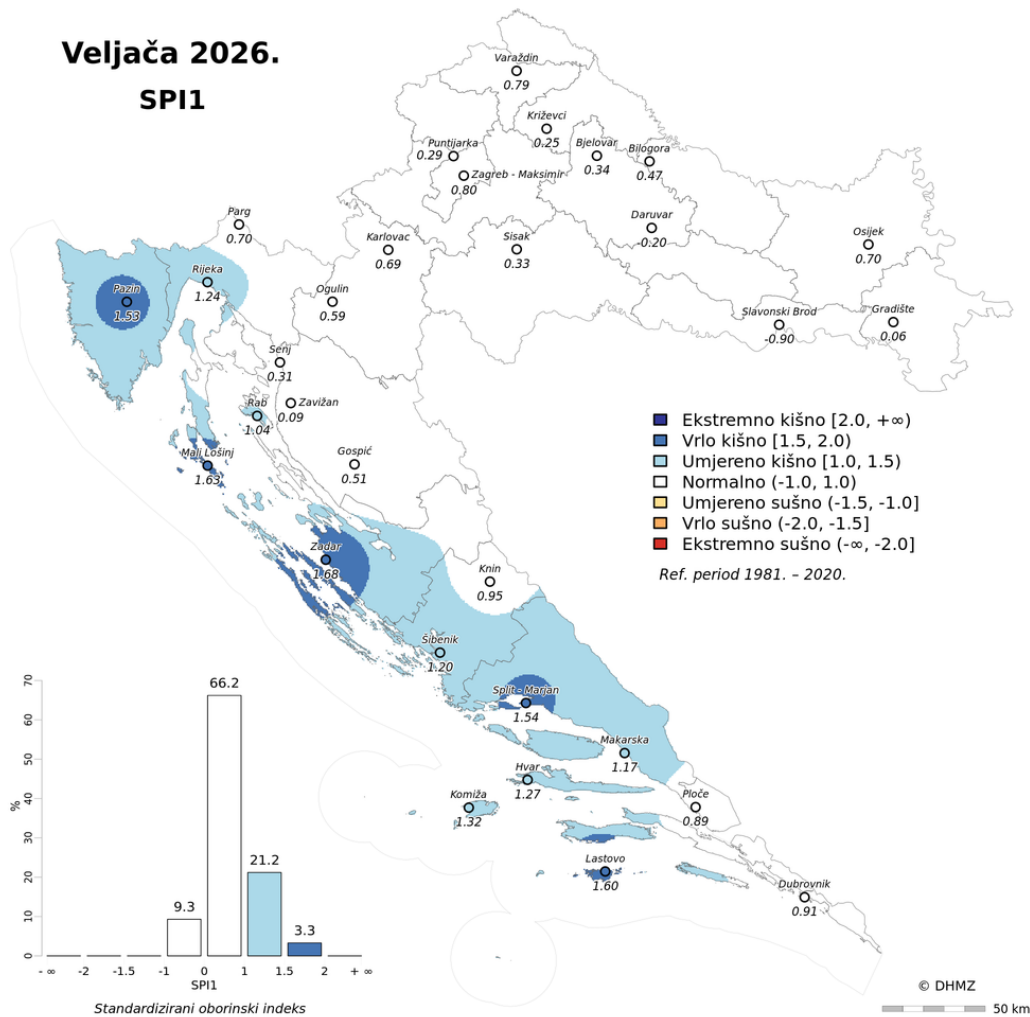 Veljača 2026.
SPI1
Varaždin
0.79
Križevci
0.25
Puntijarka
0.29
Bjelovar
0.34
Bilogora
0.47
Zagreb - Maksimir
0.80
Parg
0.70
Daruvar
-0.20
Karlovac
0.69
Sisak
0.33
Osijek
0.70
Rijeka
1.24
Pazin
1.53
Ogulin
0.59
Slavonski Brod
-0.90
Gradište
0.06
Senj
0.31
Rab
1.04
Zavižan
0.09
Mali Lošinj
1.63
Gospić
0.51
Ekstremno kišno [2.0, +∞)
Vrlo kišno [1.5, 2.0)
Umjereno kišno [1.0, 1.5)
Normalno (-1.0, 1.0)
Umjereno sušno (-1.5, -1.0]
Vrlo sušno (-2.0, -1.5]
Ekstremno sušno (-∞, -2.0]
Ref. period 1981. – 2020.
Zadar
1.68
Knin
0.95
Šibenik
1.20
Split - Marjan
1.54
Makarska
1.17
Hvar
1.27
Komiža
1.32
Ploče
0.89
Lastovo
1.60
Dubrovnik
0.91
70
60
50
40
30
20
10
0
%
9.3
66.2
21.2
3.3
- ∞ -2 -1.5 -1 0 1 1.5 2 + ∞
SPI1
Standardizirani oborinski indeks
© DHMZ
50 km